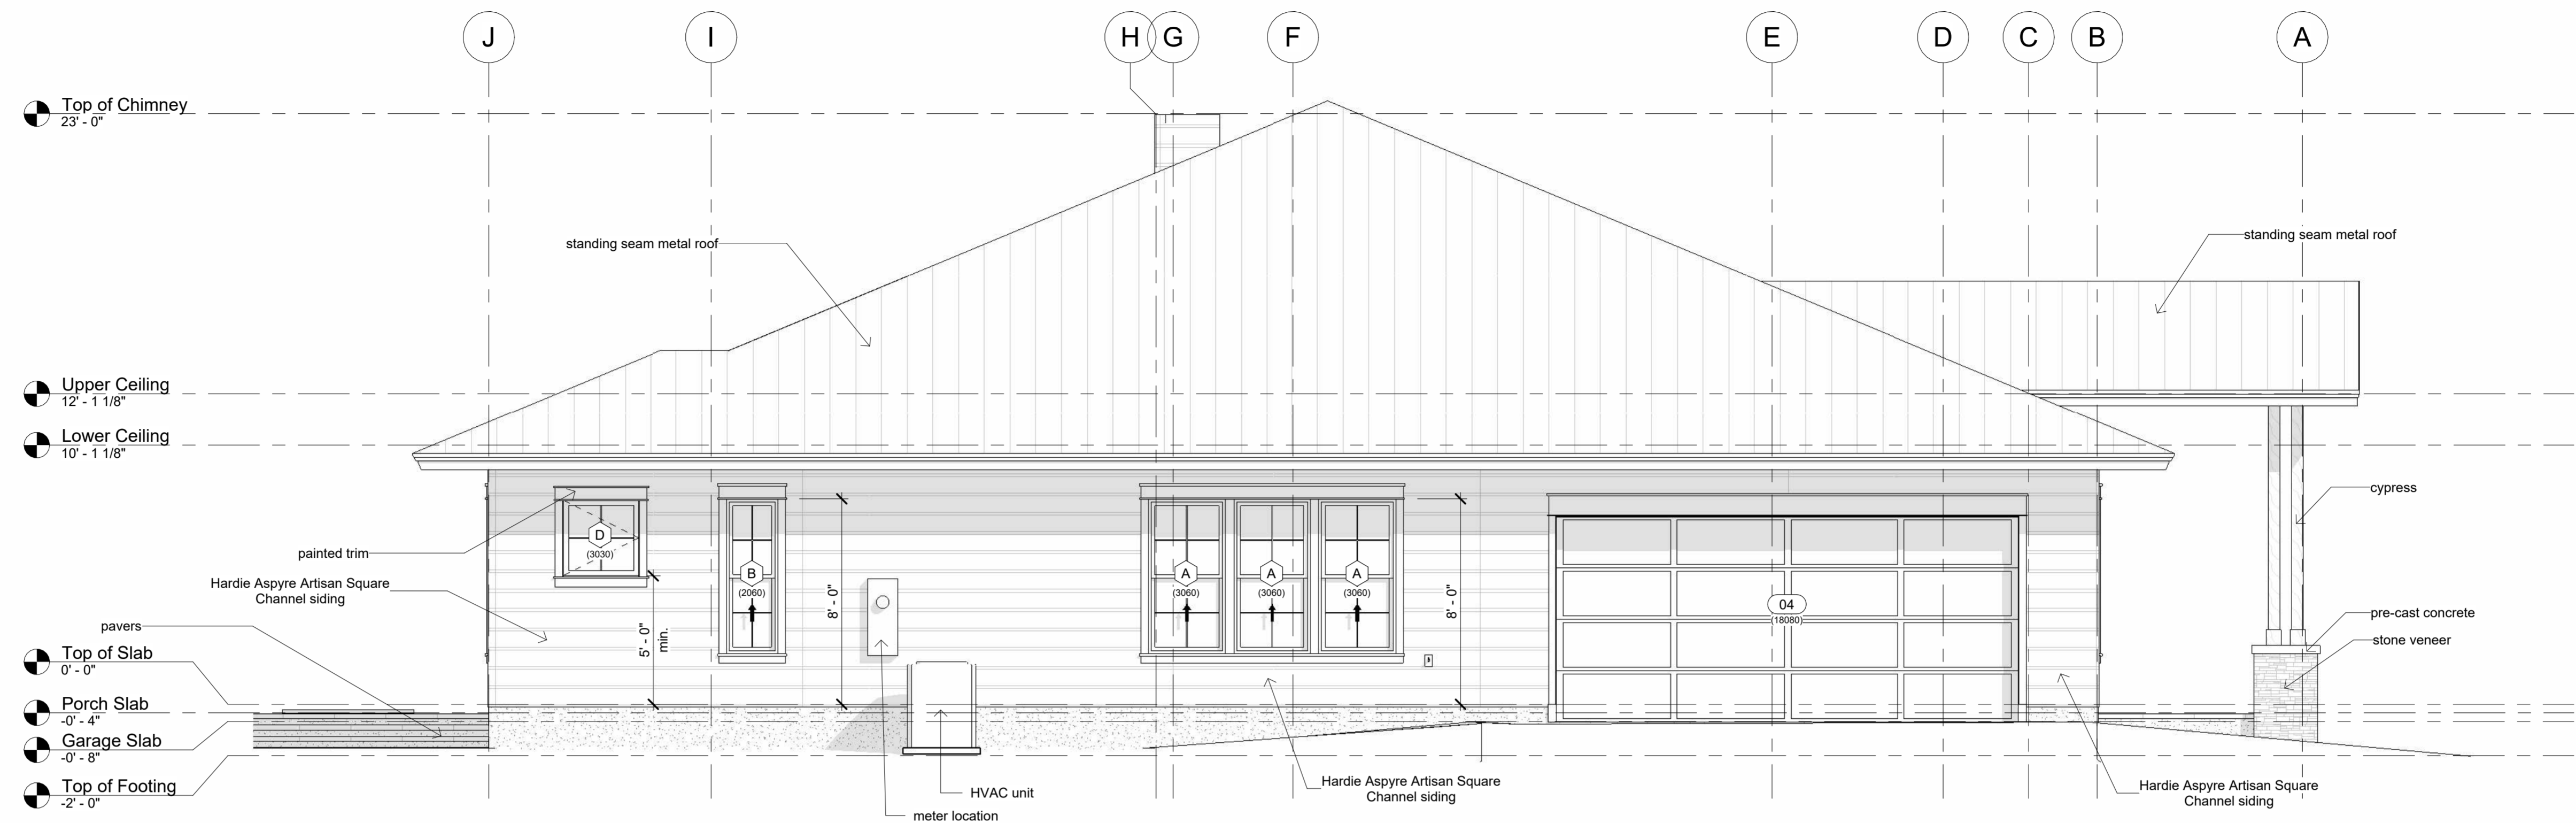 J
I
H
G
F
E
D
C
B
A
Top of Chimney
23' - 0"
standing seam metal roof
standing seam metal roof
Upper Ceiling
12' - 1 1/8"
Lower Ceiling
10' - 1 1/8"
cypress
D
(3030)
painted trim
B
(2060)
A
(3060)
A
(3060)
A
(3060)
Hardie Aspyre Artisan Square
Channel siding
8' - 0"
8' - 0"
04
(18080)
pavers
5' - 0"
min.
pre-cast concrete
stone veneer
Top of Slab
0' - 0"
Porch Slab
-0' - 4"
Garage Slab
-0' - 8"
Top of Footing
-2' - 0"
HVAC unit
meter location
Hardie Aspyre Artisan Square
Channel siding
Hardie Aspyre Artisan Square
Channel siding